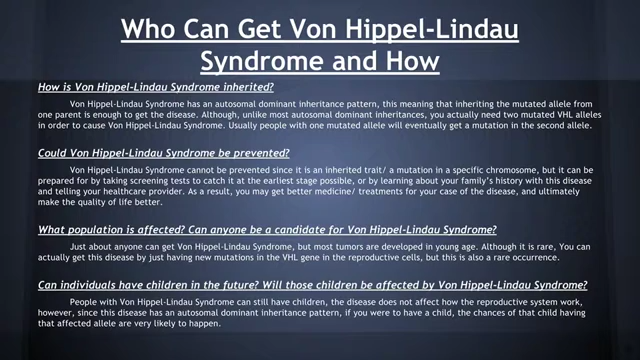 Who Can Get Von Hippel-Lindau
Syndrome and How
How is Von Hippel-Lindau Syndrome inherited?
Von Hippel-Lindau Syndrome has an autosomal dominant inheritance pattern, this meaning that inheriting the mutated allele from
one parent is enough to get the disease. Although, unlike most autosomal dominant inheritances, you actually need two mutated VHL alleles
in order to cause Von Hippel-Lindau Syndrome. Usually people with one mutated allele will eventually get a mutation in the second allele.
Could Von Hippel-Lindau Syndrome be prevented?
Von Hippel-Lindau Syndrome cannot be prevented since it is an inherited trait/ a mutation in a specific chromosome, but it can be
prepared for by taking screening tests to catch it at the earliest stage possible, or by learning about your family's history with this disease
and telling your healthcare provider. As a result, you may get better medicine/ treatments for your case of the disease, and ultimately
make the quality of life better.
What population is affected? Can anyone be a candidate for Von Hippel-Lindau Syndrome?
Just about anyone can get Von Hippel-Lindau Syndrome, but most tumors are developed in young age. Although it is rare, You can
actually get this disease by just having new mutations in the VHL gene in the reproductive cells, but this is also a rare occurrence.
Can individuals have children in the future? Will those children be affected by Von Hippel-Lindau Syndrome?
People with Von Hippel-Lindau Syndrome can still have children, the disease does not affect how the reproductive system work,
however, since this disease has an autosomal dominant inheritance pattern, if you were to have a child, the chances of that child having
that affected allele are very likely to happen.